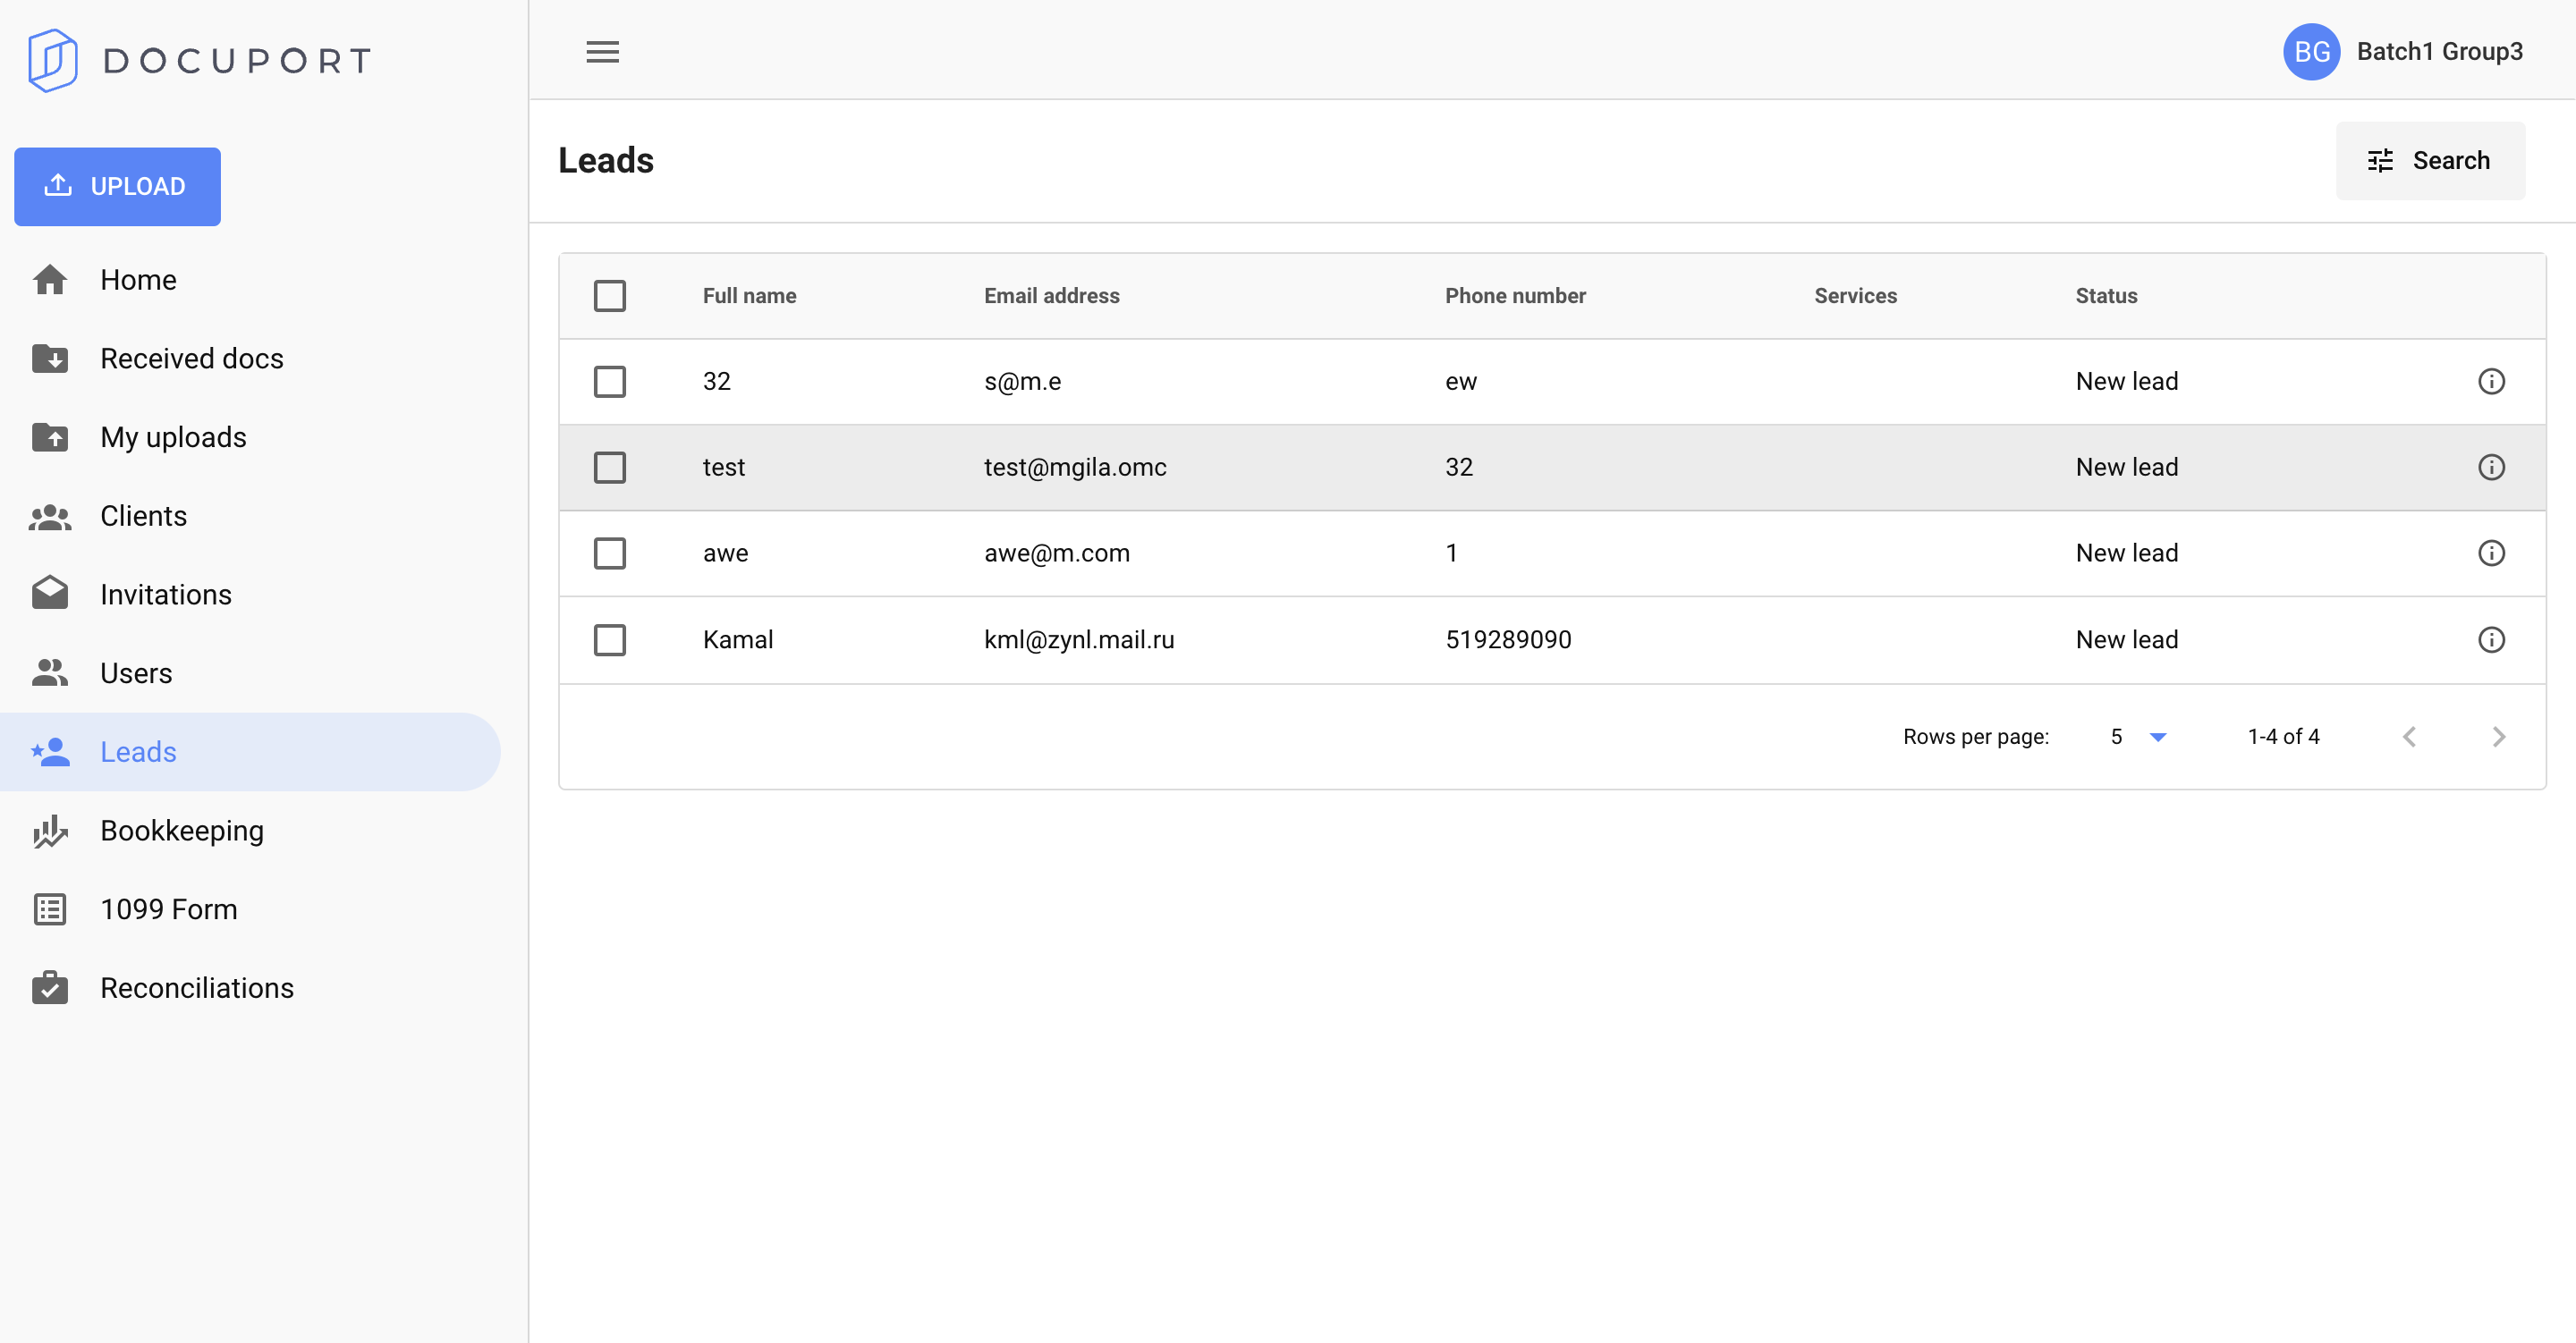 DOCUPORT
BG Batch1 Group3
UPLOAD
Home
Received docs
My uploads
Clients
Invitations
Users
Leads
Bookkeeping
1099 Form
Reconciliations
Leads
Search
Full name Email address Phone number Services Status
32 s@m.e ew New lead
test test@mgila.omc 32 New lead
awe awe@m.com 1 New lead
Kamal kml@zynl.mail.ru 519289090 New lead
Rows per page: 5 1-4 of 4